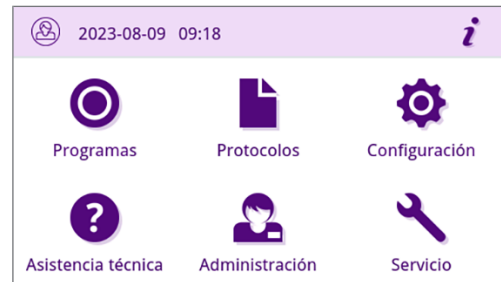 2023-08-09 09:18 i
Programas Protocolos Configuración
? 
Asistencia técnica Administración Servicio